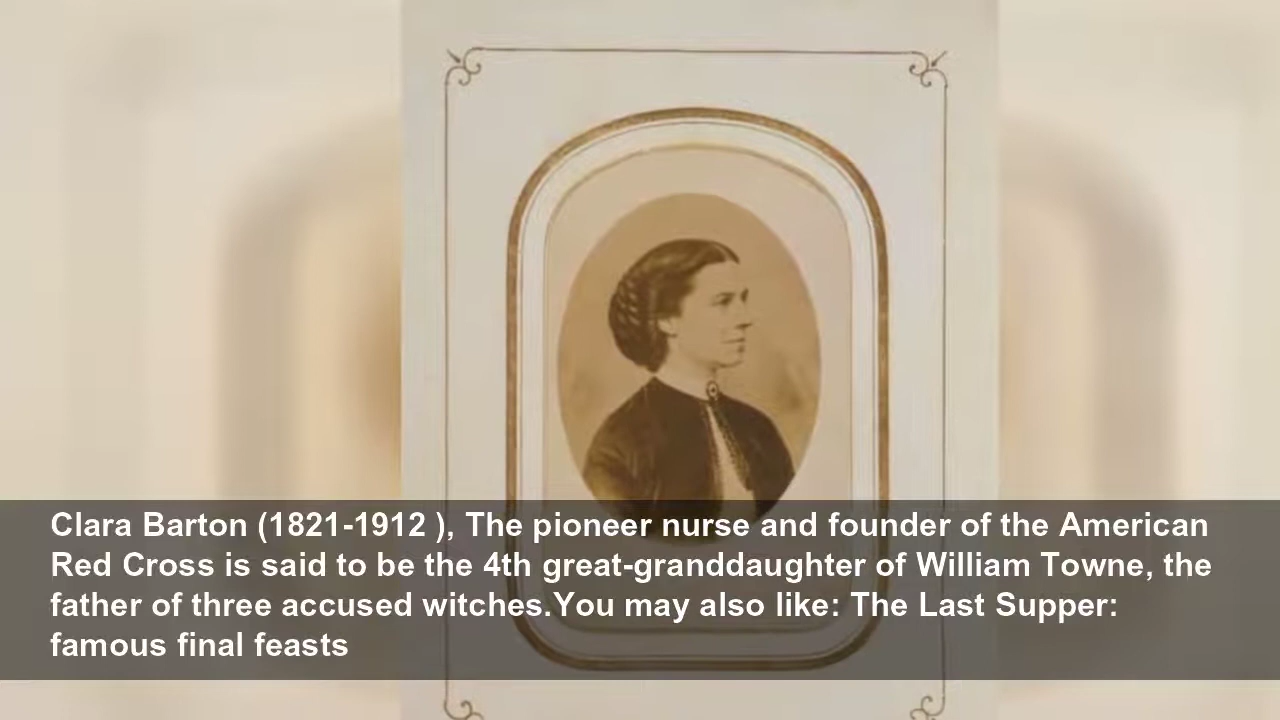 Clara Barton (1821-1912 ), The pioneer nurse and founder of the American
Red Cross is said to be the 4th great-granddaughter of William Towne, the
father of three accused witches.You may also like: The Last Supper:
famous final feasts